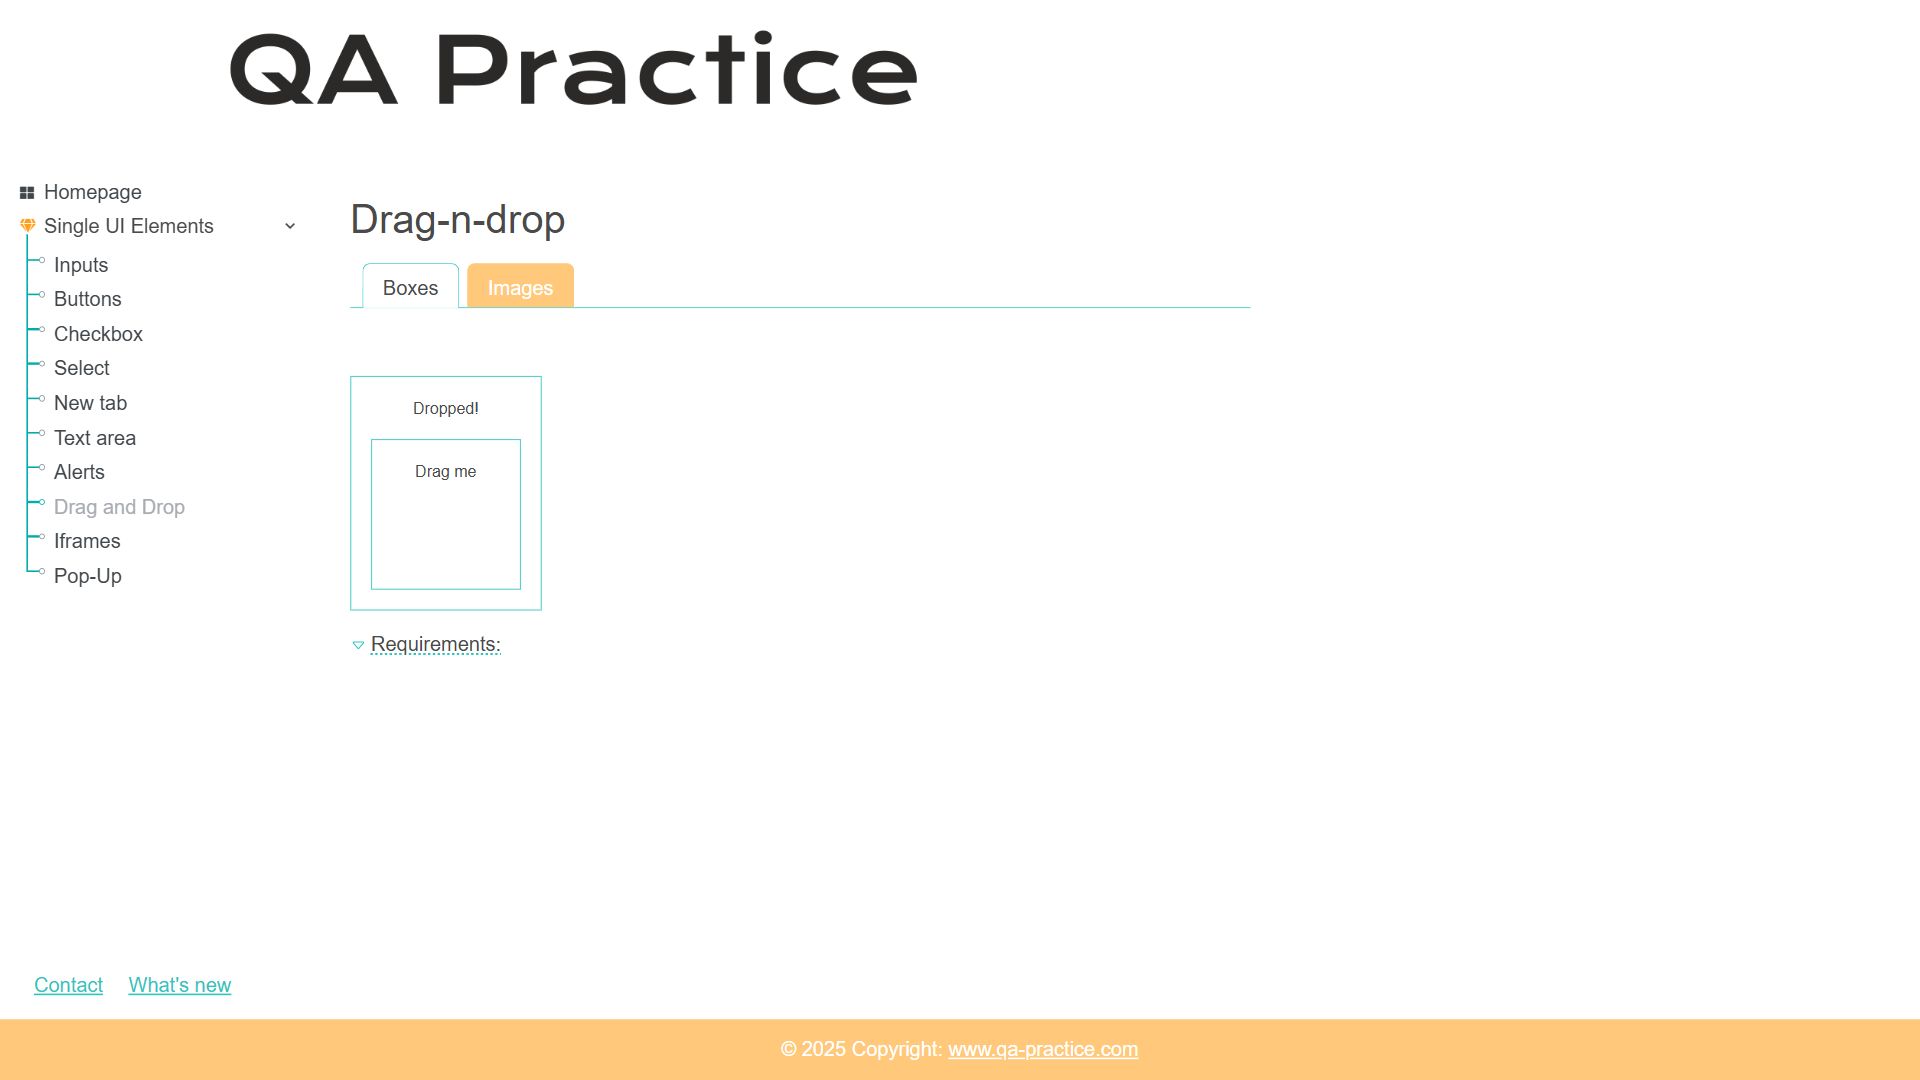 QA Practice
Homepage
Single UI Elements
Inputs
Buttons
Checkbox
Select
New tab
Text area
Alerts
Drag and Drop
Iframes
Pop-Up
Drag-n-drop
Boxes
Images
Dropped!
Drag me
Requirements:
Contact
What's new
© 2025 Copyright: www.qa-practice.com